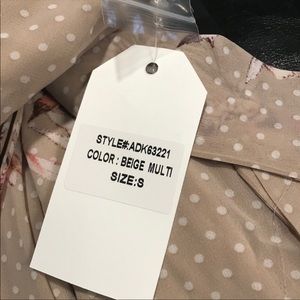 STYLE#:ADK63221
COLOR : BEIGE MULTI
SIZE:S